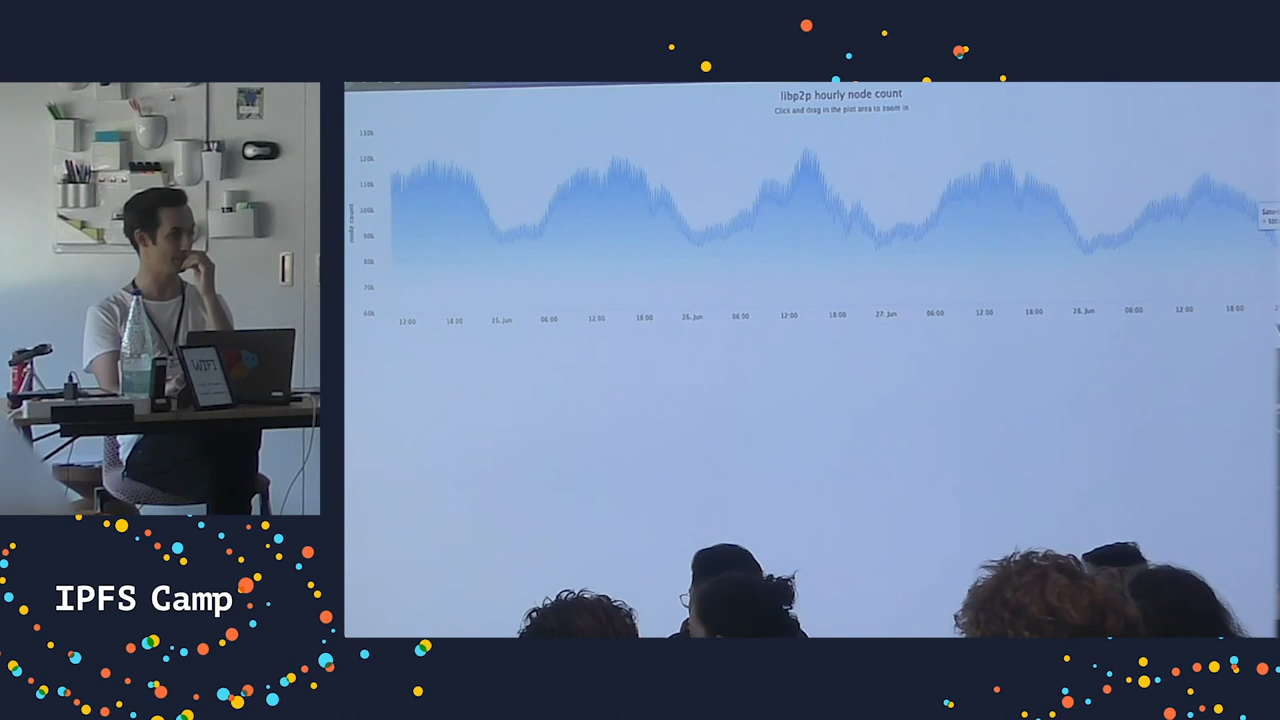 libp2p hourly node count
Click and drag in the plot area to zoom in
130k
120k
110k
100k
90k
80k
70k
60k
node count
12:00 18:00 25. Jun 06:00 12:00 18:00 26. Jun 06:00 12:00 18:00 27. Jun 06:00 12:00 18:00 28. Jun 06:00 12:00 18:00
WIFI
IPFS Camp